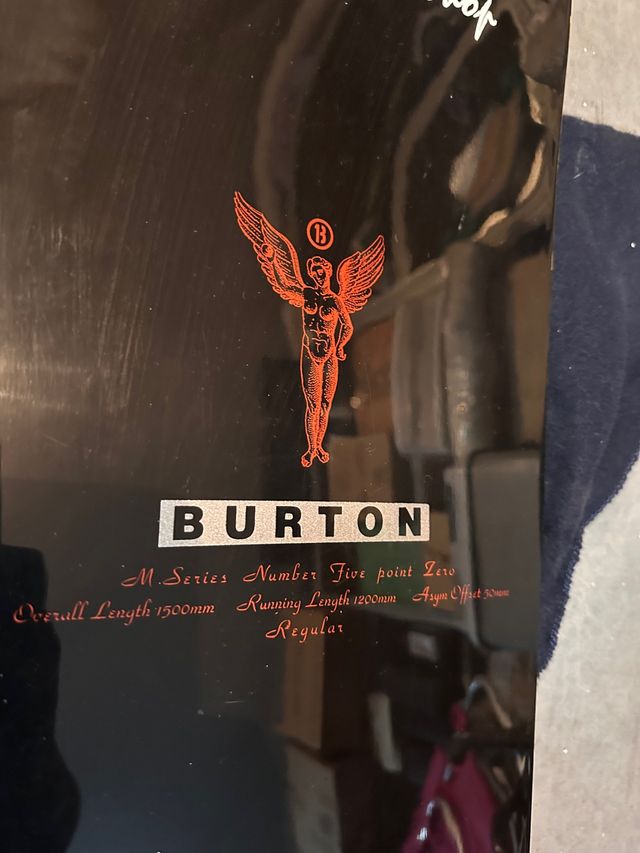 B
BURTON
M.Series Number Five point Zero
Overall Length 1500mm Running Length 1200mm Asym Offset 50mm
Regular